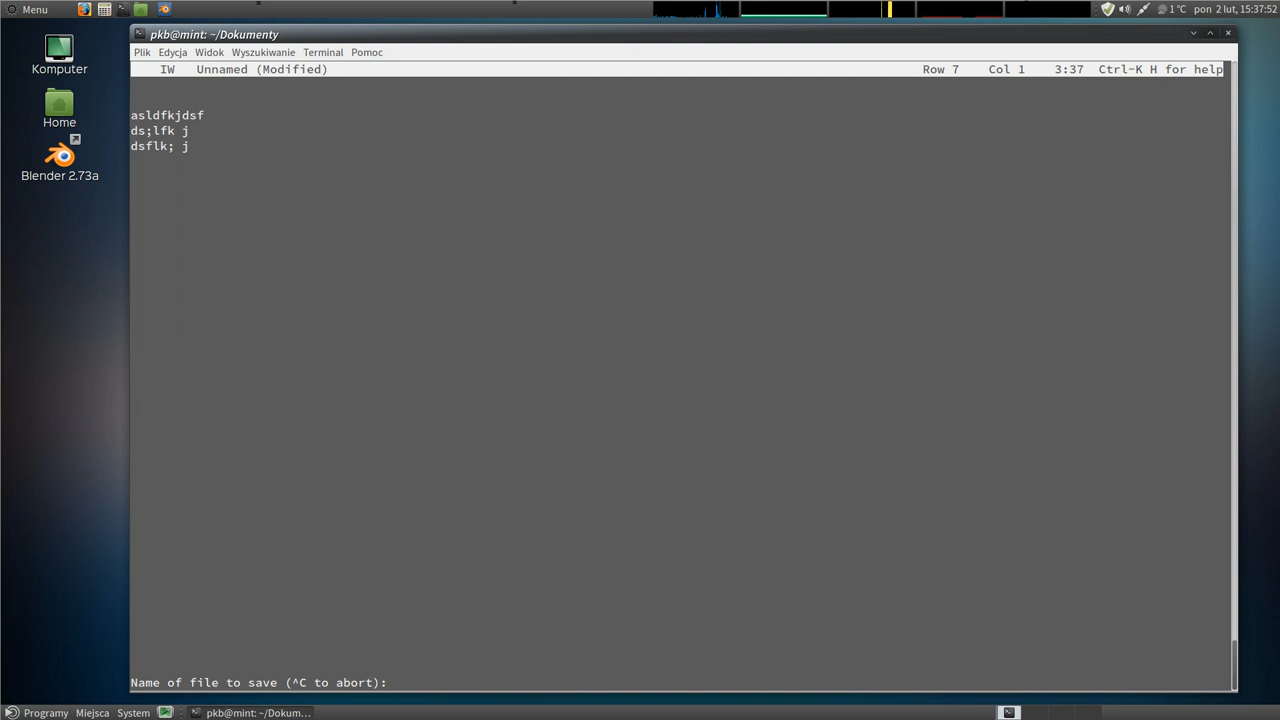 Menu
1 °C
pon 2 lut, 15:37:52
pkb@mint: ~/Dokumenty
Plik Edycja Widok Wyszukiwanie Terminal Pomoc
IW Unnamed (Modified) Row 7 Col 1 3:37 Ctrl-K H for help
Komputer
Home
Blender 2.73a
asldfkjdsf
ds;lfk j
dsflk; j
Name of file to save (^C to abort):
Programy Miejsca System pkb@mint: ~/Dokum...